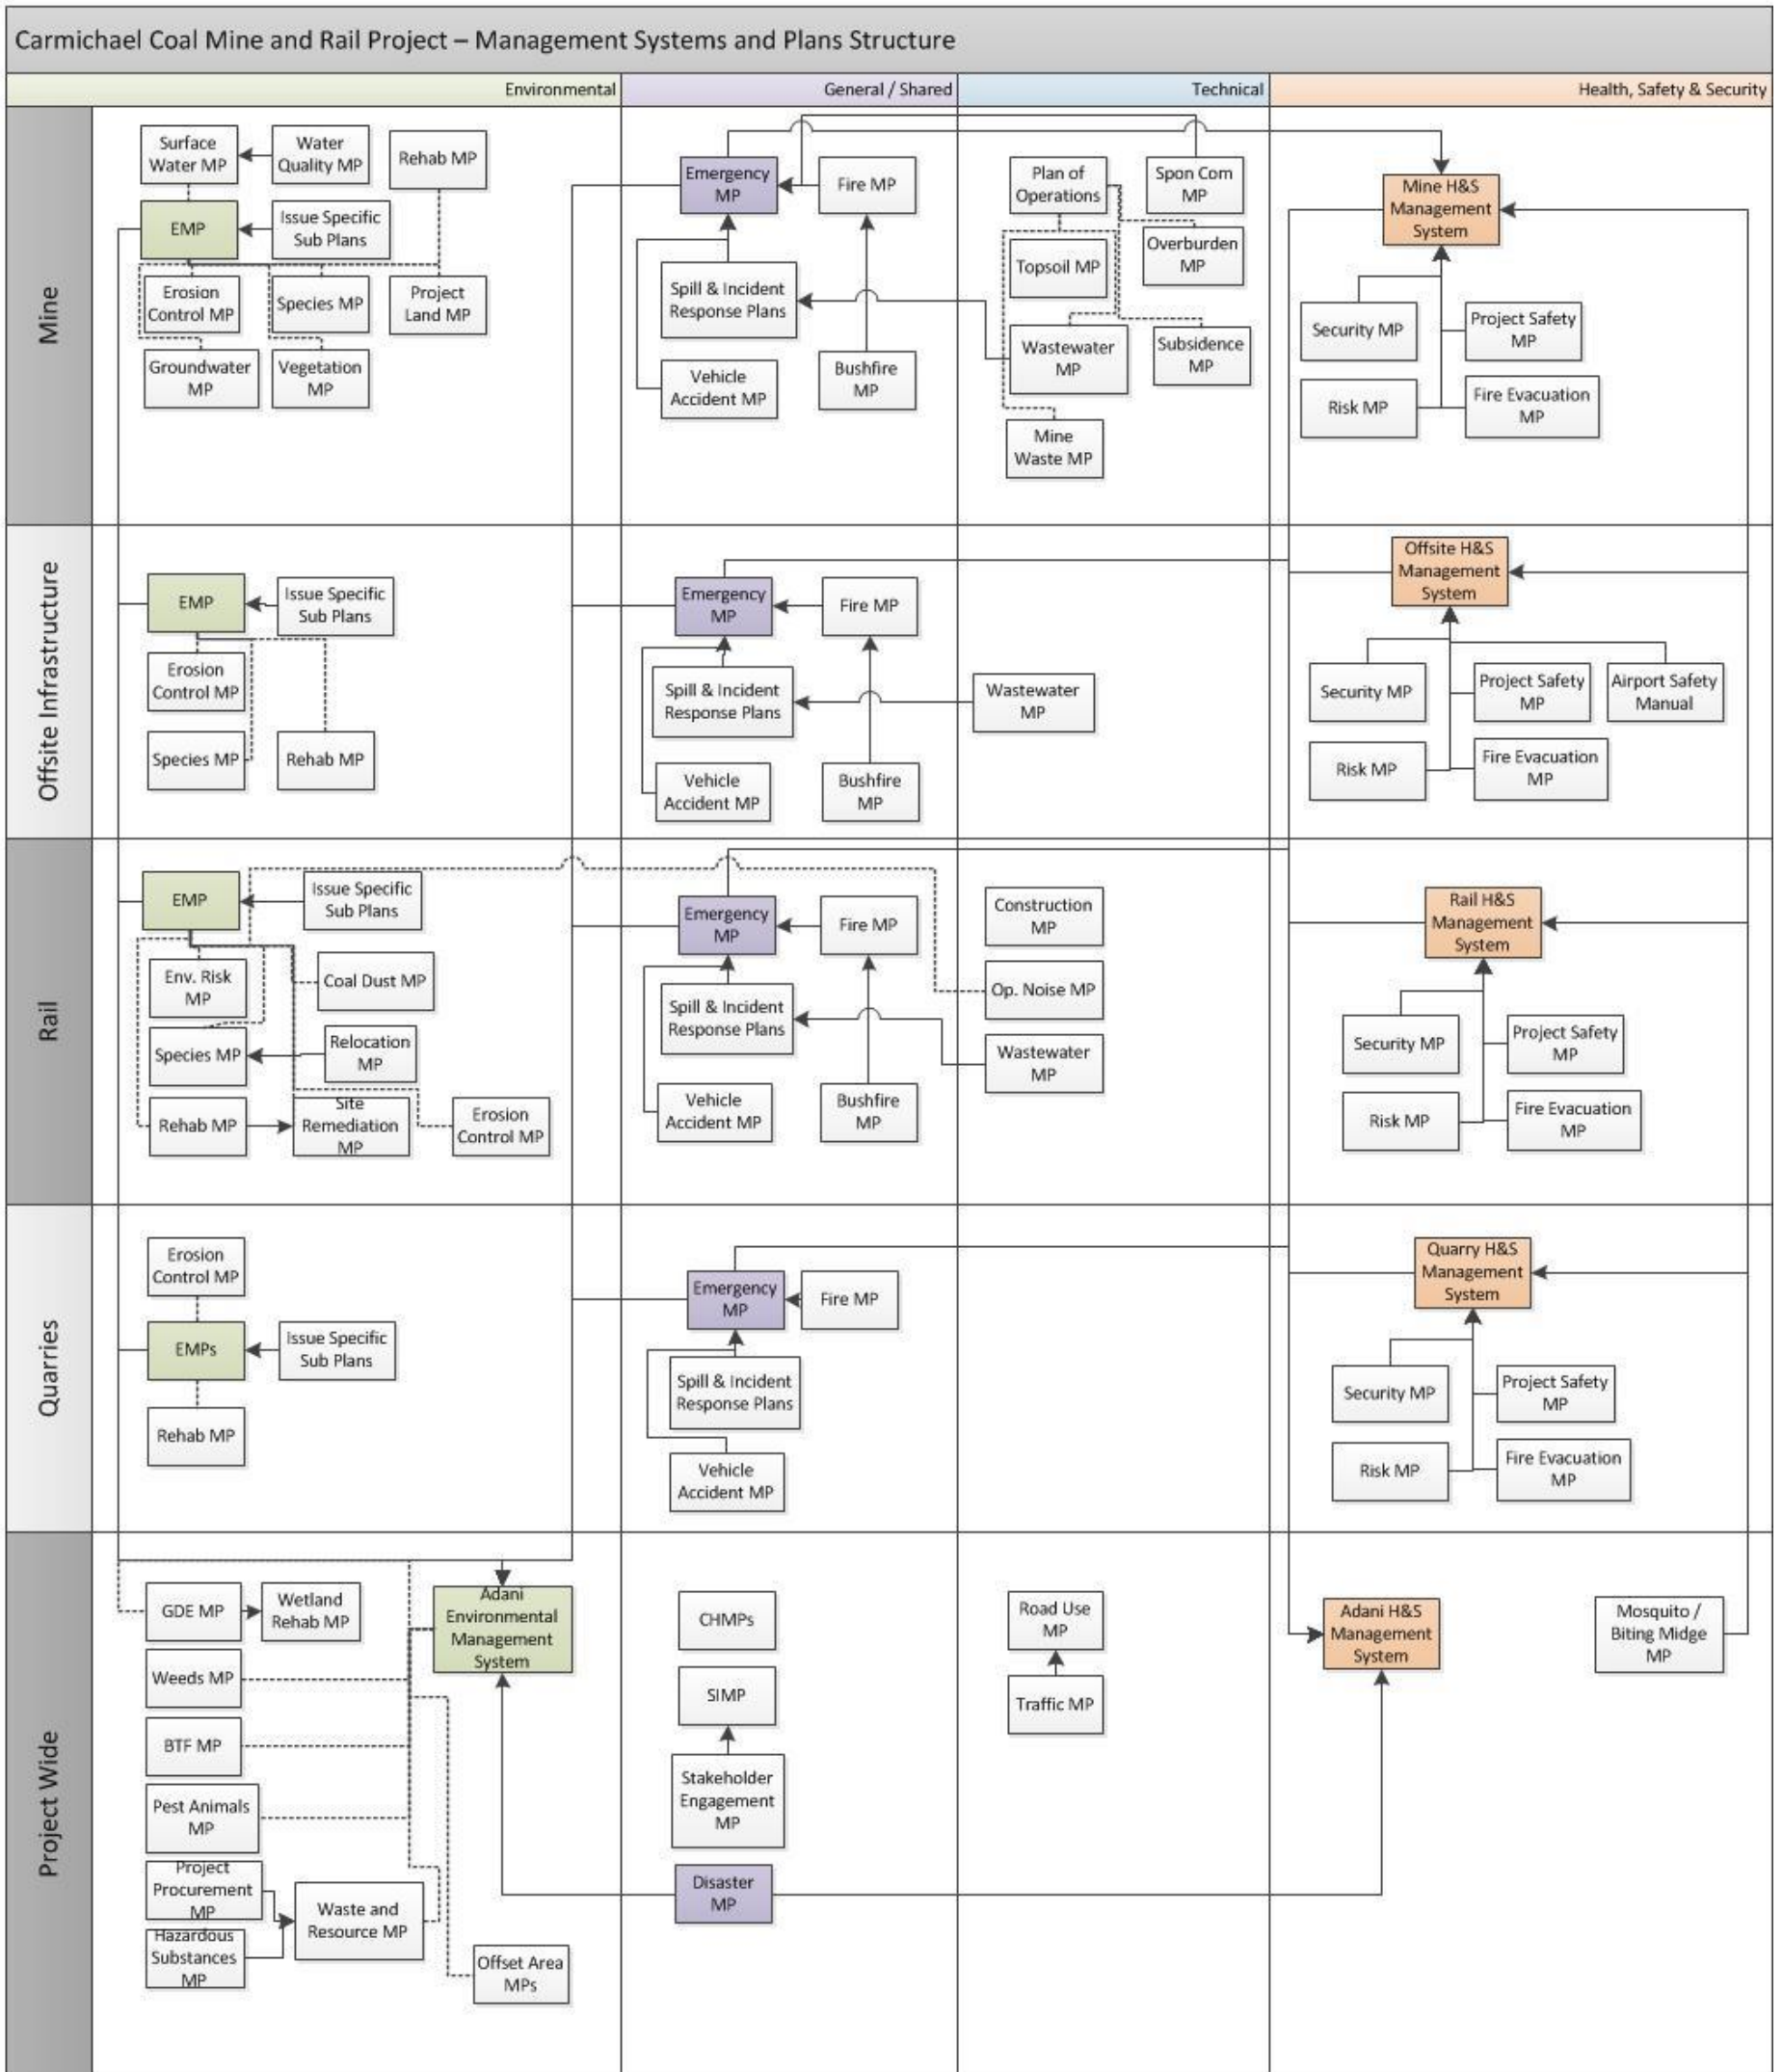 Carmichael Coal Mine and Rail Project – Management Systems and Plans Structure
Environmental
General / Shared
Technical
Health, Safety & Security
Mine
Surface
Water MP
Water
Quality MP
Rehab MP
EMP
Issue Specific
Sub Plans
Erosion
Control MP
Species MP
Project
Land MP
Groundwater
MP
Vegetation
MP
Emergency
MP
Fire MP
Spill & Incident
Response Plans
Vehicle
Accident MP
Bushfire
MP
Plan of
Operations
Spon Com
MP
Topsoil MP
Overburden
MP
Wastewater
MP
Subsidence
MP
Mine
Waste MP
Mine H&S
Management
System
Security MP
Project Safety
MP
Risk MP
Fire Evacuation
MP
Offsite Infrastructure
EMP
Issue Specific
Sub Plans
Erosion
Control MP
Species MP
Rehab MP
Emergency
MP
Fire MP
Spill & Incident
Response Plans
Vehicle
Accident MP
Bushfire
MP
Wastewater
MP
Offsite H&S
Management
System
Security MP
Project Safety
MP
Airport Safety
Manual
Risk MP
Fire Evacuation
MP
Rail
EMP
Issue Specific
Sub Plans
Env. Risk
MP
Coal Dust MP
Species MP
Relocation
MP
Rehab MP
Site
Remediation
MP
Erosion
Control MP
Emergency
MP
Fire MP
Spill & Incident
Response Plans
Vehicle
Accident MP
Bushfire
MP
Construction
MP
Op. Noise MP
Wastewater
MP
Rail H&S
Management
System
Security MP
Project Safety
MP
Risk MP
Fire Evacuation
MP
Quarries
Erosion
Control MP
EMPs
Issue Specific
Sub Plans
Rehab MP
Emergency
MP
Fire MP
Spill & Incident
Response Plans
Vehicle
Accident MP
Quarry H&S
Management
System
Security MP
Project Safety
MP
Risk MP
Fire Evacuation
MP
Project Wide
GDE MP
Wetland
Rehab MP
Adani
Environmental
Management
System
Weeds MP
BTF MP
Pest Animals
MP
Project
Procurement
MP
Hazardous
Substances
MP
Waste and
Resource MP
Offset Area
MPs
CHMPs
SIMP
Stakeholder
Engagement
MP
Disaster
MP
Road Use
MP
Traffic MP
Adani H&S
Management
System
Mosquito /
Biting Midge
MP